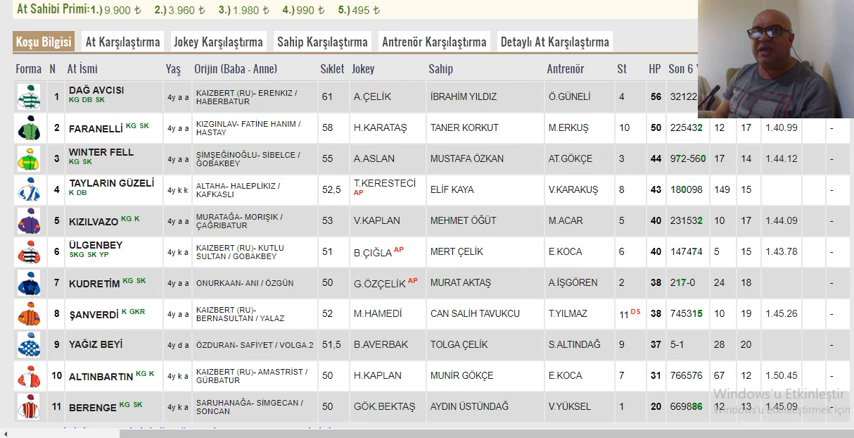 At Sahibi Primi: 1.) 9.900 ₺ 2.) 3.960 ₺ 3.) 1.980 ₺ 4.) 990 ₺ 5.) 495 ₺
Koşu Bilgisi At Karşılaştırma Jokey Karşılaştırma Sahip Karşılaştırma Antrenör Karşılaştırma Detaylı At Karşılaştırma
Forma N At İsmi Yaş Orijin (Baba - Anne) Sıklet Jokey Sahip Antrenör St HP Son 6 Y
1 DAĞ AVCISI KG DB SK 4y a a KAIZBERT (RU)- ERENKIZ / HABERBATUR 61 A.ÇELİK İBRAHİM YILDIZ Ö.GÜNELİ 4 56 32122
2 FARANELLİ KG SK 4y a a KIZGINLAV- FATİNE HANIM / HASTAY 58 H.KARATAŞ TANER KORKUT M.ERKUŞ 10 50 225432 12 17 1.40.99 -
3 WINTER FELL KG SK 4y a a ŞİMŞEĞİNOĞLU- SİBELCE / GOBAKBEY 55 A.ASLAN MUSTAFA ÖZKAN AT.GÖKÇE 3 44 972-560 17 14 1.44.12 -
4 TAYLARIN GÜZELİ K DB 4y k k ALTAHA- HALEPLİKIZ / KAFKASLI 52,5 T.KERESTECİ AP ELİF KAYA V.KARAKUŞ 8 43 180098 149 15 -
5 KIZILVAZO KG K 4y a a MURATAĞA- MORIŞIK / ÇAĞRIBATUR 53 V.KAPLAN MEHMET ÖĞÜT M.ACAR 5 40 231532 10 17 1.44.09 -
6 ÜLGENBEY SKG SK YP 4y k a KAIZBERT (RU)- KUTLU SULTAN / GOBAKBEY 51 B.ÇIĞLA AP MERT ÇELİK E.KOCA 6 40 147474 5 15 1.43.78 -
7 KUDRETİM KG SK 4y a a ONURKAAN- ANI / ÖZGÜN 50 G.ÖZÇELİK AP MURAT AKTAŞ A.İŞGÖREN 2 38 217-0 24 18 -
8 ŞANVERDİ K GKR 4y a a KAIZBERT (RU)- BERNASULTAN / YALAZ 52 M.HAMEDİ CAN SALİH TAVUKCU T.YILMAZ 11 DS 38 745315 10 19 1.45.26 -
9 YAĞIZ BEYİ 4y d a ÖZDURAN- SAFİYET / VOLGA.2 51,5 B.AVERBAK TOLGA ÇELİK S.ALTINDAĞ 9 37 5-1 28 20 -
10 ALTINBARTIN KG K 4y k a KAIZBERT (RU)- AMASTRİST / GÜRBATUR 50 H.KAPLAN MUNİR GÖKÇE E.KOCA 7 31 766576 67 12 1.50.45 -
11 BERENGE KG SK 4y k a SARUHANAĞA- SİMGECAN / SONCAN 50 GÖK.BEKTAŞ AYDIN ÜSTÜNDAĞ V.YÜKSEL 1 20 669886 12 13 1.45.09 -
Windows'u Etkinleştir
Windows'u etkinleştirmek için